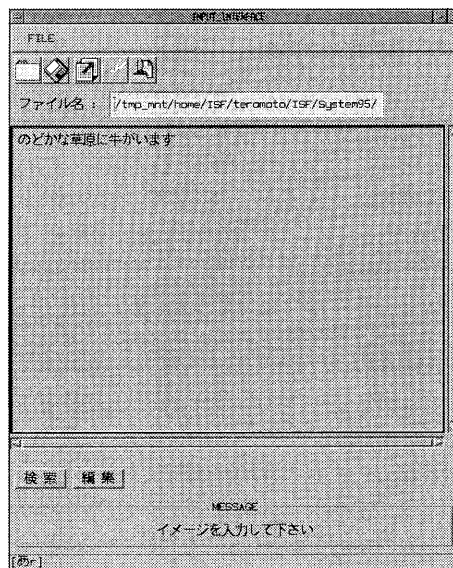 INPUT_INTERFACE
FILE
ファイル名： /tmp_mnt/home/ISF/teramoto/ISF/System95/
のどかな草原に牛がいます
検索 編集
MESSAGE
イメージを入力して下さい
[あr]